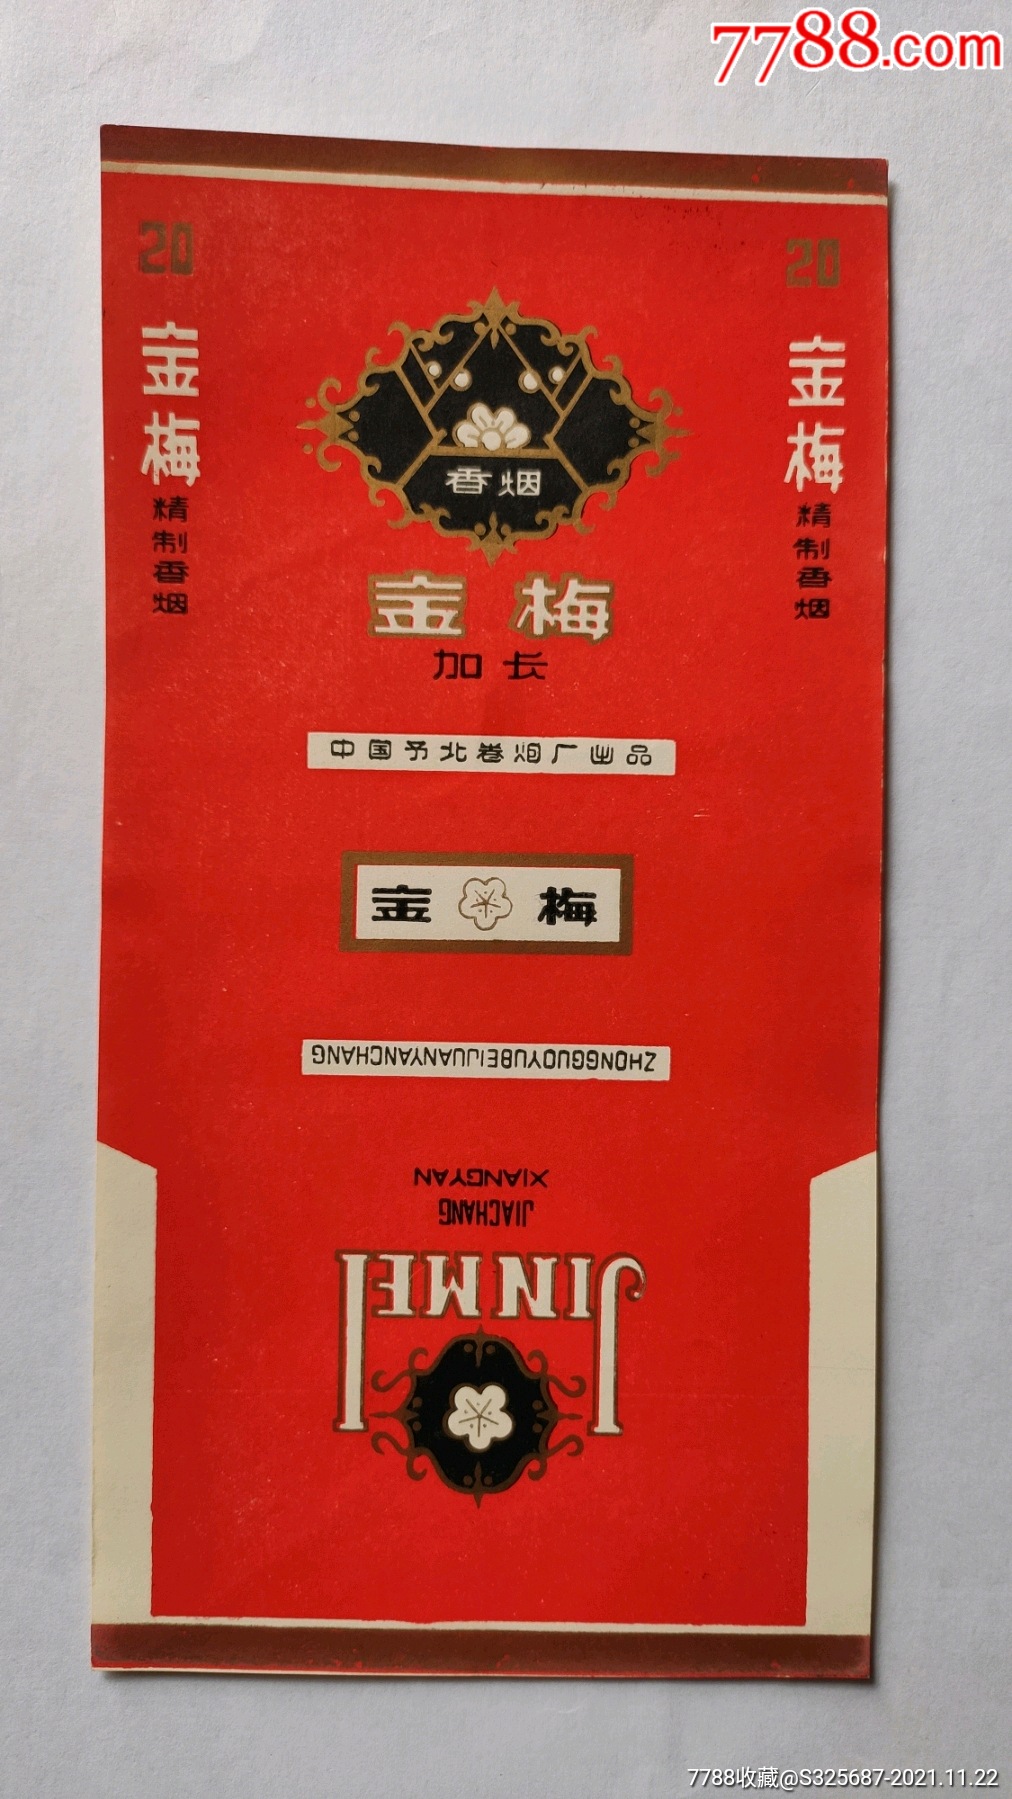 7788.com
20
金梅
精制香烟
20
金梅
精制香烟
香烟
金梅
加长
中国予北卷烟厂出品
金 梅
ZHONGGUOYUBEIJUANYANCHANG
XIANGYAN
JIACHANG
JINMEI
7788收藏@S325687-2021.11.22